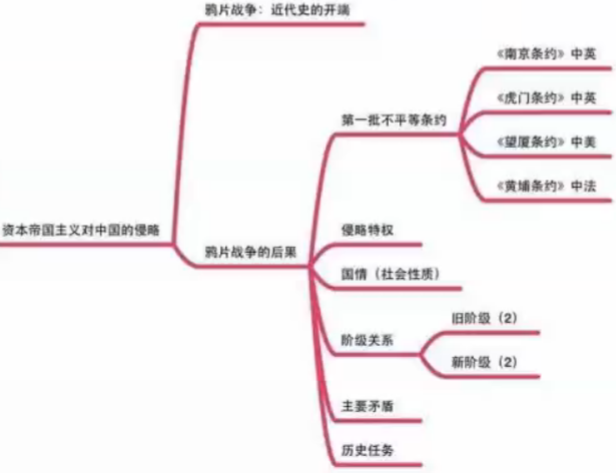 鸦片战争：近代史的开端
《南京条约》中英
《虎门条约》中英
第一批不平等条约
《望厦条约》中美
《黄埔条约》中法
资本帝国主义对中国的侵略
侵略特权
鸦片战争的后果
国情（社会性质）
旧阶级（2）
阶级关系
新阶级（2）
主要矛盾
历史任务